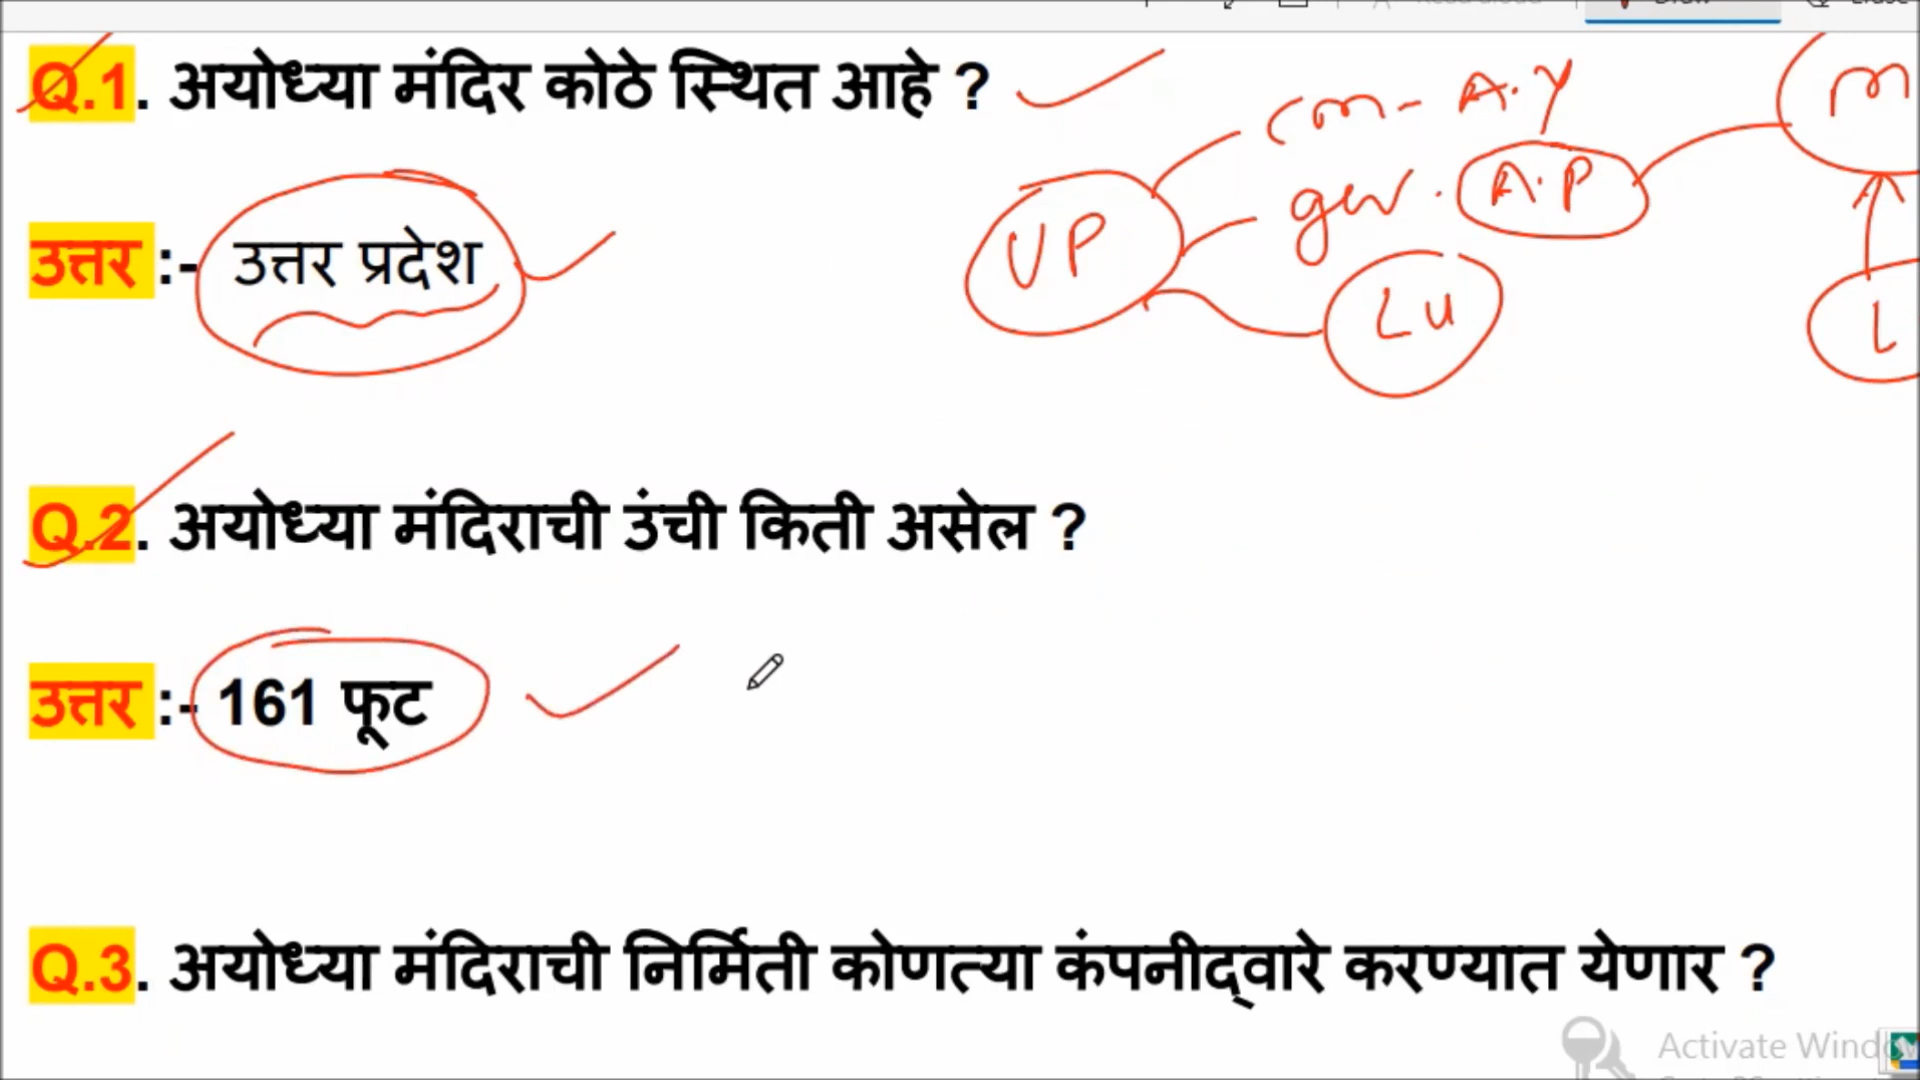 Q.1. अयोध्या मंदिर कोठे स्थित आहे ?
cm - A.Y
उत्तर :- उत्तर प्रदेश
UP
A.P
LU
Q.2. अयोध्या मंदिराची उंची किती असेल ?
उत्तर :- 161 फूट
Q.3. अयोध्या मंदिराची निर्मिती कोणत्या कंपनीद्वारे करण्यात येणार ?
Activate Windo